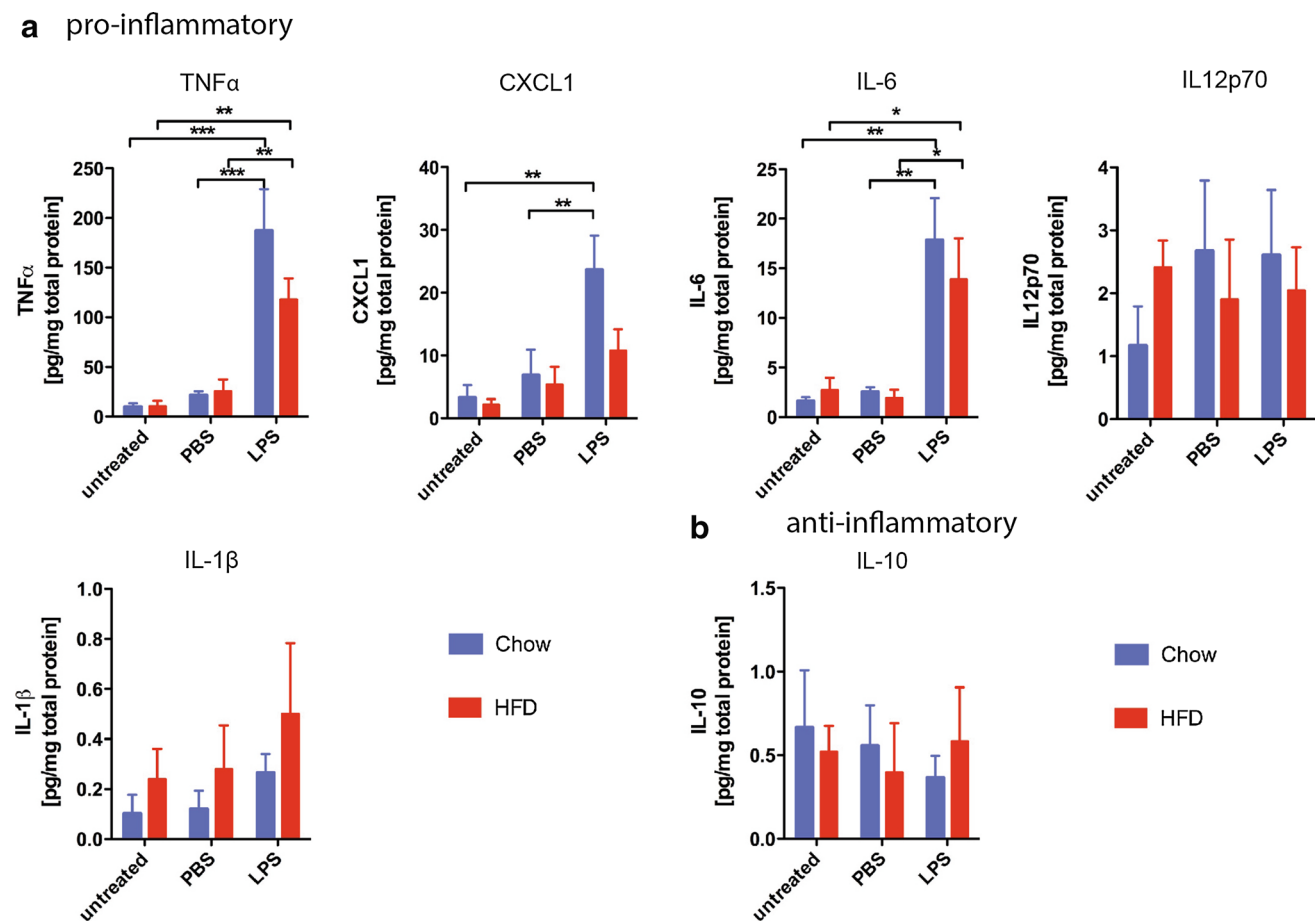 a pro-inflammatory
TNFα
**
***
**
***
TNFα
[pg/mg total protein]
250
200
150
100
50
0
untreated
PBS
LPS
CXCL1
**
**
CXCL1
[pg/mg total protein]
40
30
20
10
0
untreated
PBS
LPS
IL-6
*
**
*
**
IL-6
[pg/mg total protein]
25
20
15
10
5
0
untreated
PBS
LPS
IL12p70
IL12p70
[pg/mg total protein]
4
3
2
1
0
untreated
PBS
LPS
IL-1β
IL-1β
[pg/mg total protein]
1.0
0.8
0.6
0.4
0.2
0.0
untreated
PBS
LPS
Chow
HFD
b anti-inflammatory
IL-10
IL-10
[pg/mg total protein]
1.5
1.0
0.5
0.0
untreated
PBS
LPS
Chow
HFD